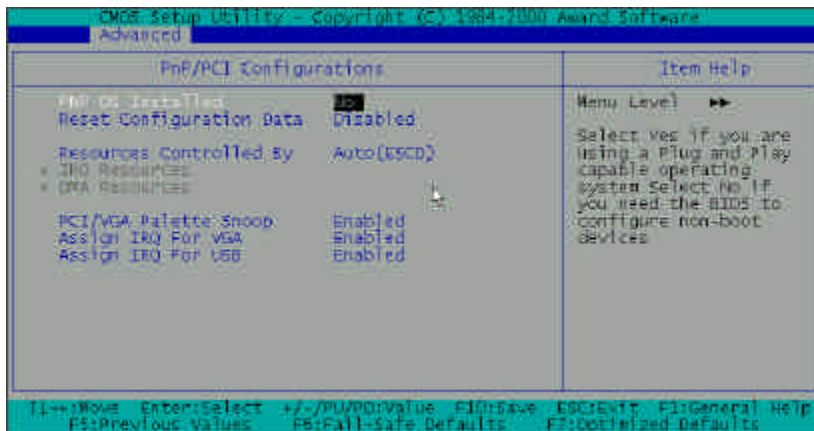 CMOS Setup Utility - Copyright (C) 1984-2000 Award Software
Advanced
PnP/PCI Configurations
Item Help
PNP OS Installed No
Reset Configuration Data Disabled
Resources Controlled By Auto(ESCD)
x IRQ Resources
x DMA Resources
PCI/VGA Palette Snoop Enabled
Assign IRQ For VGA Enabled
Assign IRQ For USB Enabled
Menu Level ►►
Select Yes if you are
using a Plug and Play
capable operating
system Select No if
you need the BIOS to
configure non-boot
devices
↑↓→←:Move Enter:Select +/-/PU/PD:Value F10:Save ESC:Exit F1:General Help
F5:Previous Values F6:Fail-Safe Defaults F7:Optimized Defaults